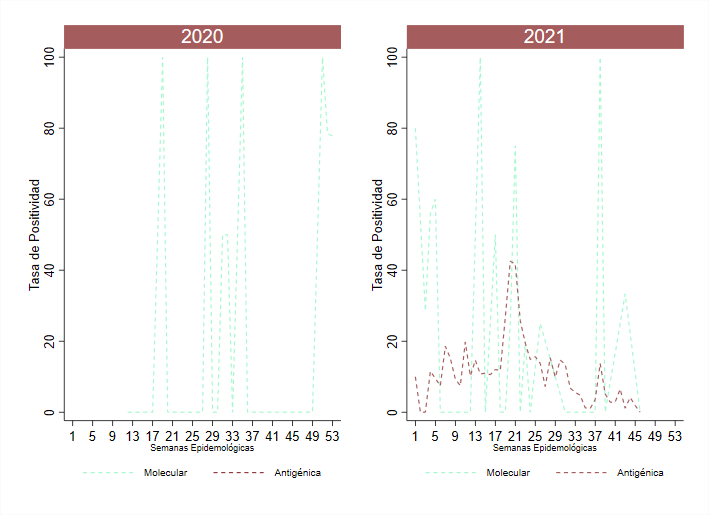 2020
Tasa de Positividad
0 20 40 60 80 100
1 5 9 13 17 21 25 29 33 37 41 45 49 53
Semanas Epidemológicas
Molecular Antigénica
2021
Tasa de Positividad
0 20 40 60 80 100
1 5 9 13 17 21 25 29 33 37 41 45 49 53
Semanas Epidemológicas
Molecular Antigénica